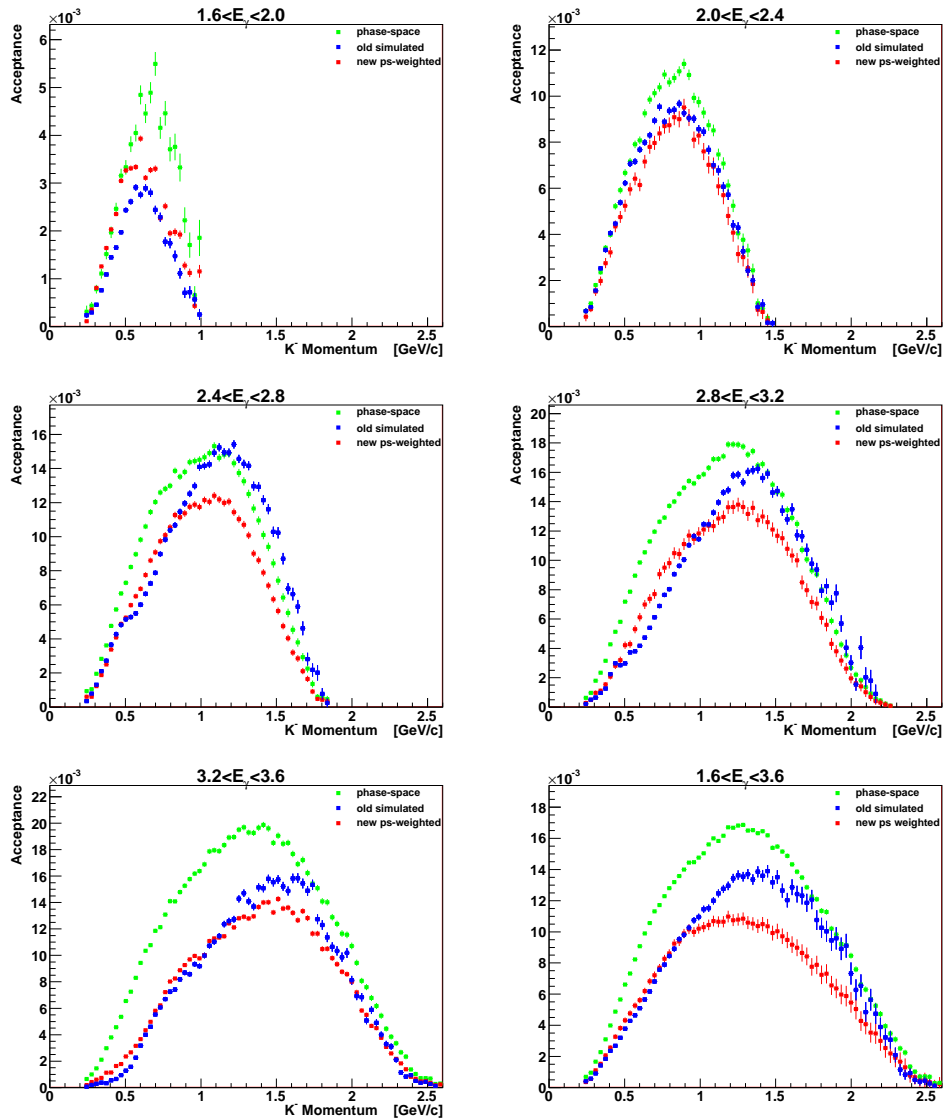 ×10⁻³ 1.6<E_γ<2.0
Acceptance
phase-space
old simulated
new ps-weighted
6
5
4
3
2
1
0
0 0.5 1 1.5 2 2.5
K⁻ Momentum [GeV/c]
×10⁻³ 2.0<E_γ<2.4
Acceptance
phase-space
old simulated
new ps-weighted
12
10
8
6
4
2
0
0 0.5 1 1.5 2 2.5
K⁻ Momentum [GeV/c]
×10⁻³ 2.4<E_γ<2.8
Acceptance
phase-space
old simulated
new ps-weighted
16
14
12
10
8
6
4
2
0
0 0.5 1 1.5 2 2.5
K⁻ Momentum [GeV/c]
×10⁻³ 2.8<E_γ<3.2
Acceptance
phase-space
old simulated
new ps-weighted
20
18
16
14
12
10
8
6
4
2
0
0 0.5 1 1.5 2 2.5
K⁻ Momentum [GeV/c]
×10⁻³ 3.2<E_γ<3.6
Acceptance
phase-space
old simulated
new ps-weighted
22
20
18
16
14
12
10
8
6
4
2
0
0 0.5 1 1.5 2 2.5
K⁻ Momentum [GeV/c]
×10⁻³ 1.6<E_γ<3.6
Acceptance
phase-space
old simulated
new ps weighted
18
16
14
12
10
8
6
4
2
0
0 0.5 1 1.5 2 2.5
K⁻ Momentum [GeV/c]